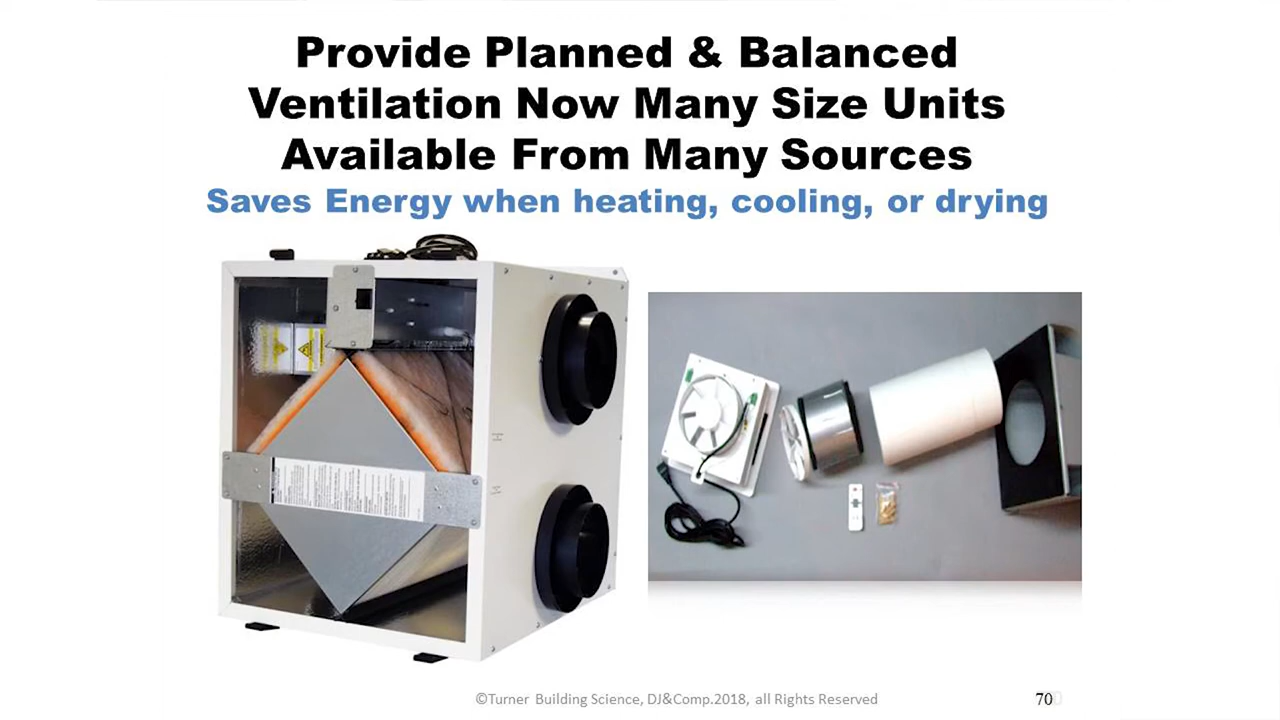 Provide Planned & Balanced
Ventilation Now Many Size Units
Available From Many Sources
Saves Energy when heating, cooling, or drying
©Turner Building Science, DJ&Comp.2018, all Rights Reserved
70